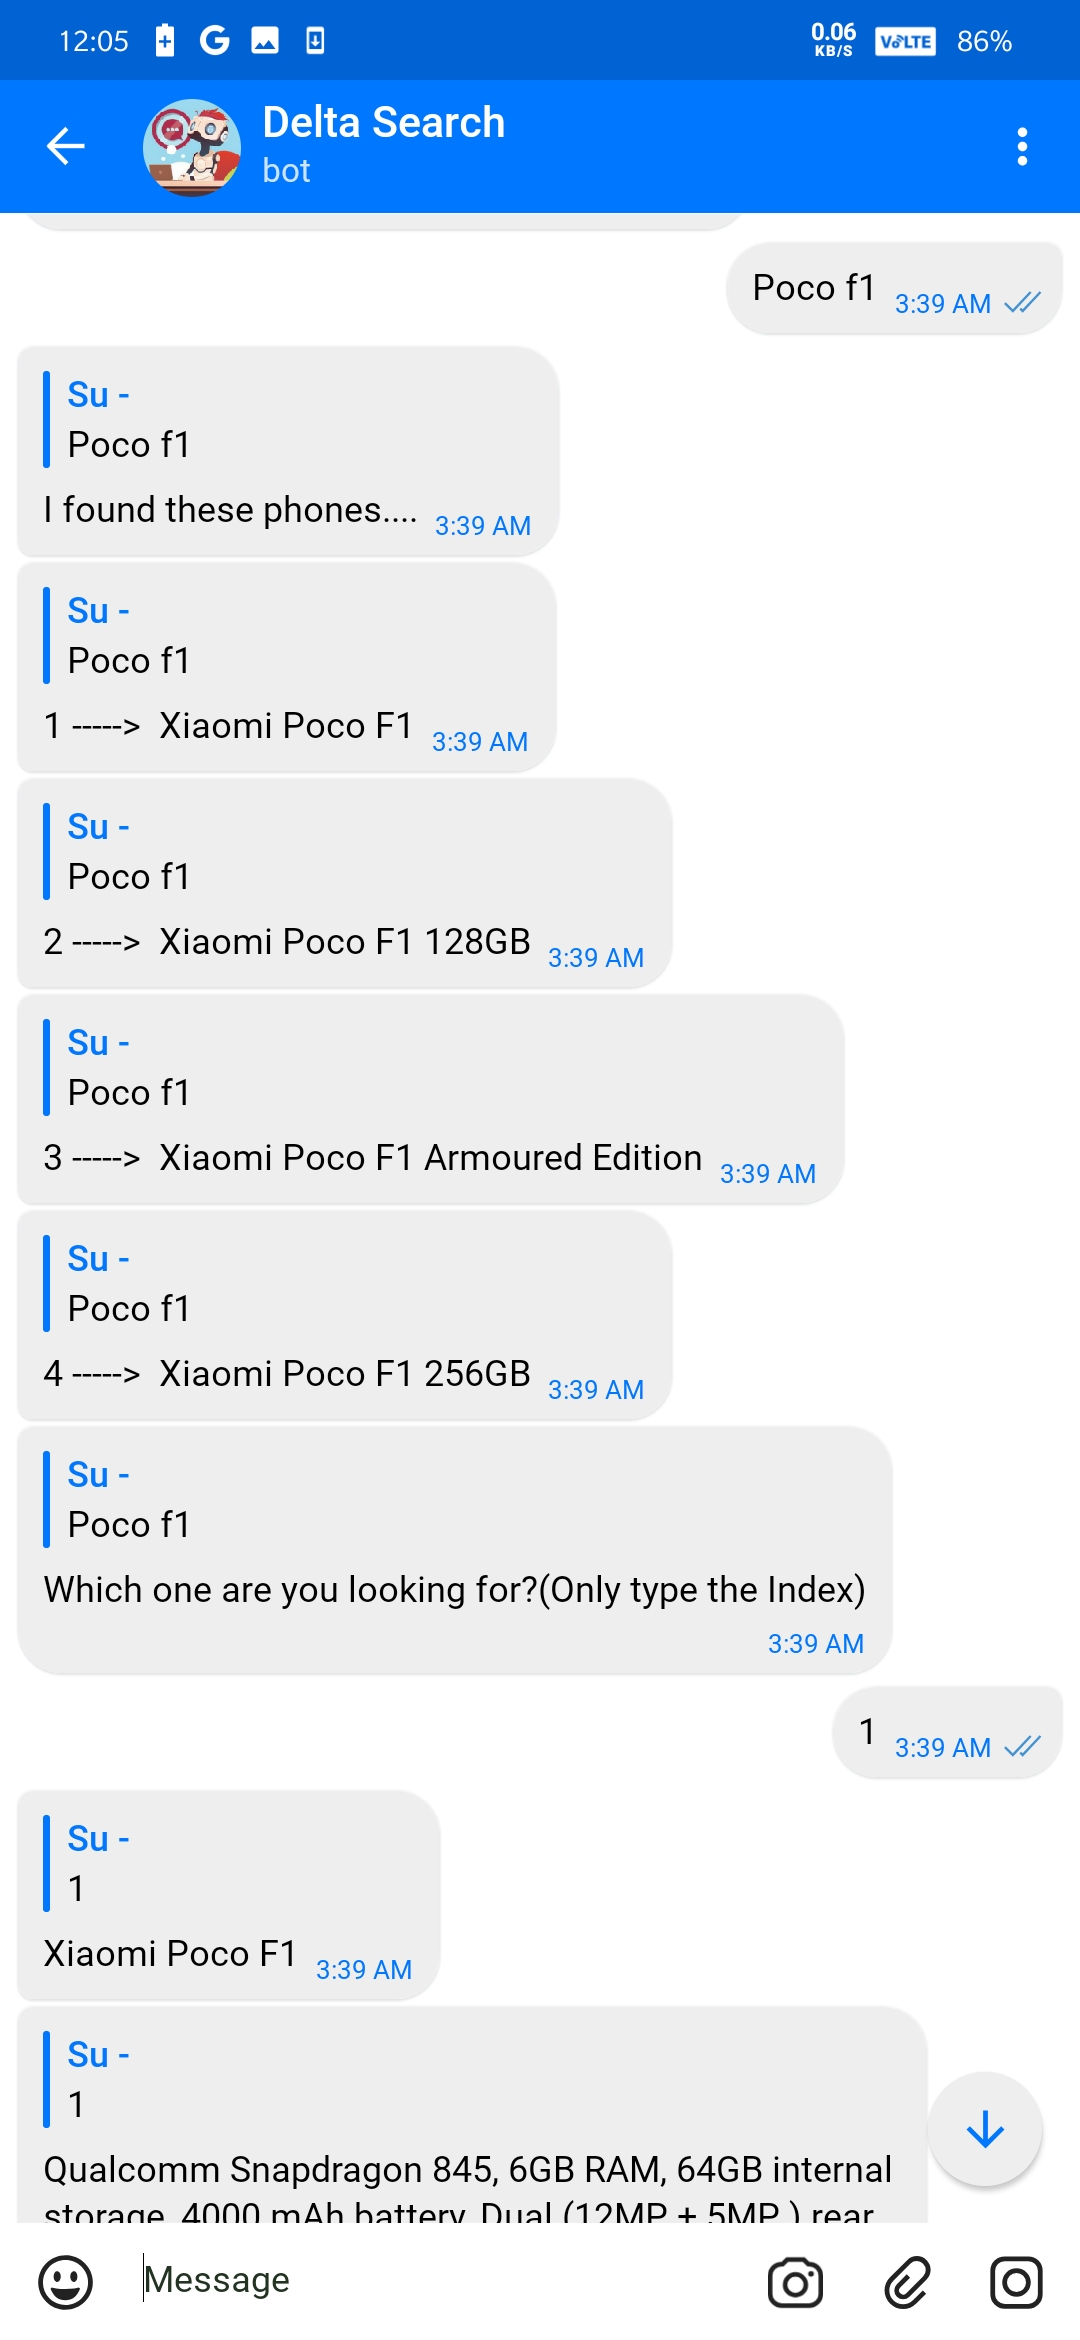 12:05
0.06
KB/S
VoLTE
86%
Delta Search
bot
Poco f1 3:39 AM
Su -
Poco f1
I found these phones.... 3:39 AM
Su -
Poco f1
1 -----> Xiaomi Poco F1 3:39 AM
Su -
Poco f1
2 -----> Xiaomi Poco F1 128GB 3:39 AM
Su -
Poco f1
3 -----> Xiaomi Poco F1 Armoured Edition 3:39 AM
Su -
Poco f1
4 -----> Xiaomi Poco F1 256GB 3:39 AM
Su -
Poco f1
Which one are you looking for?(Only type the Index)
3:39 AM
1 3:39 AM
Su -
1
Xiaomi Poco F1 3:39 AM
Su -
1
Qualcomm Snapdragon 845, 6GB RAM, 64GB internal
storage, 4000 mAh battery, Dual (12MP + 5MP ) rear
Message